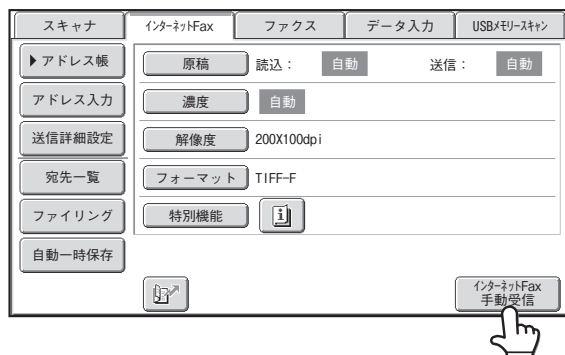 スキャナ
インターネットFax
ファクス
データ入力
USBメモリースキャン
アドレス帳
原稿
読込：
自動
送信：
自動
アドレス入力
濃度
自動
送信詳細設定
解像度
200X100dpi
宛先一覧
フォーマット
TIFF-F
ファイリング
特別機能
自動一時保存
インターネットFax
手動受信